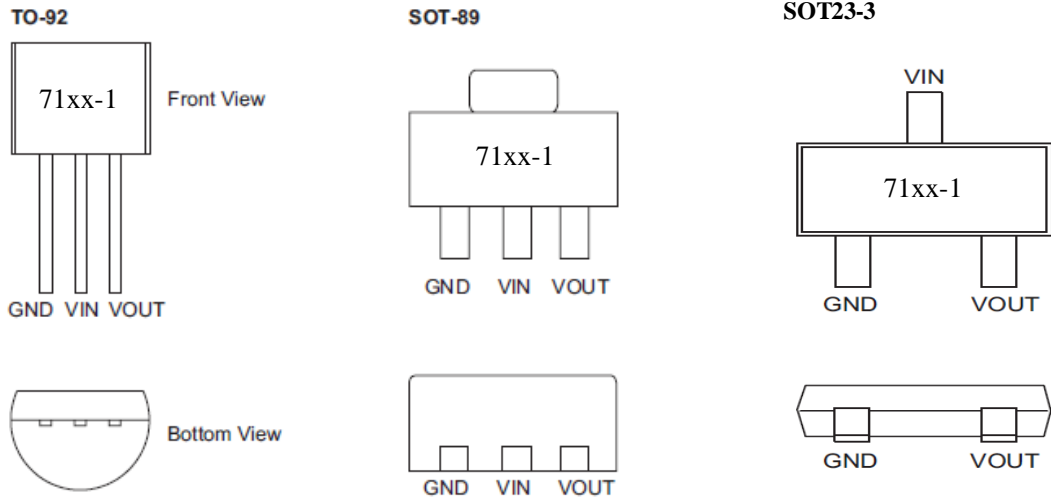 TO-92
71xx-1
Front View
GND VIN VOUT
Bottom View
SOT-89
71xx-1
GND VIN VOUT
GND VIN VOUT
SOT23-3
VIN
71xx-1
GND VOUT
GND VOUT